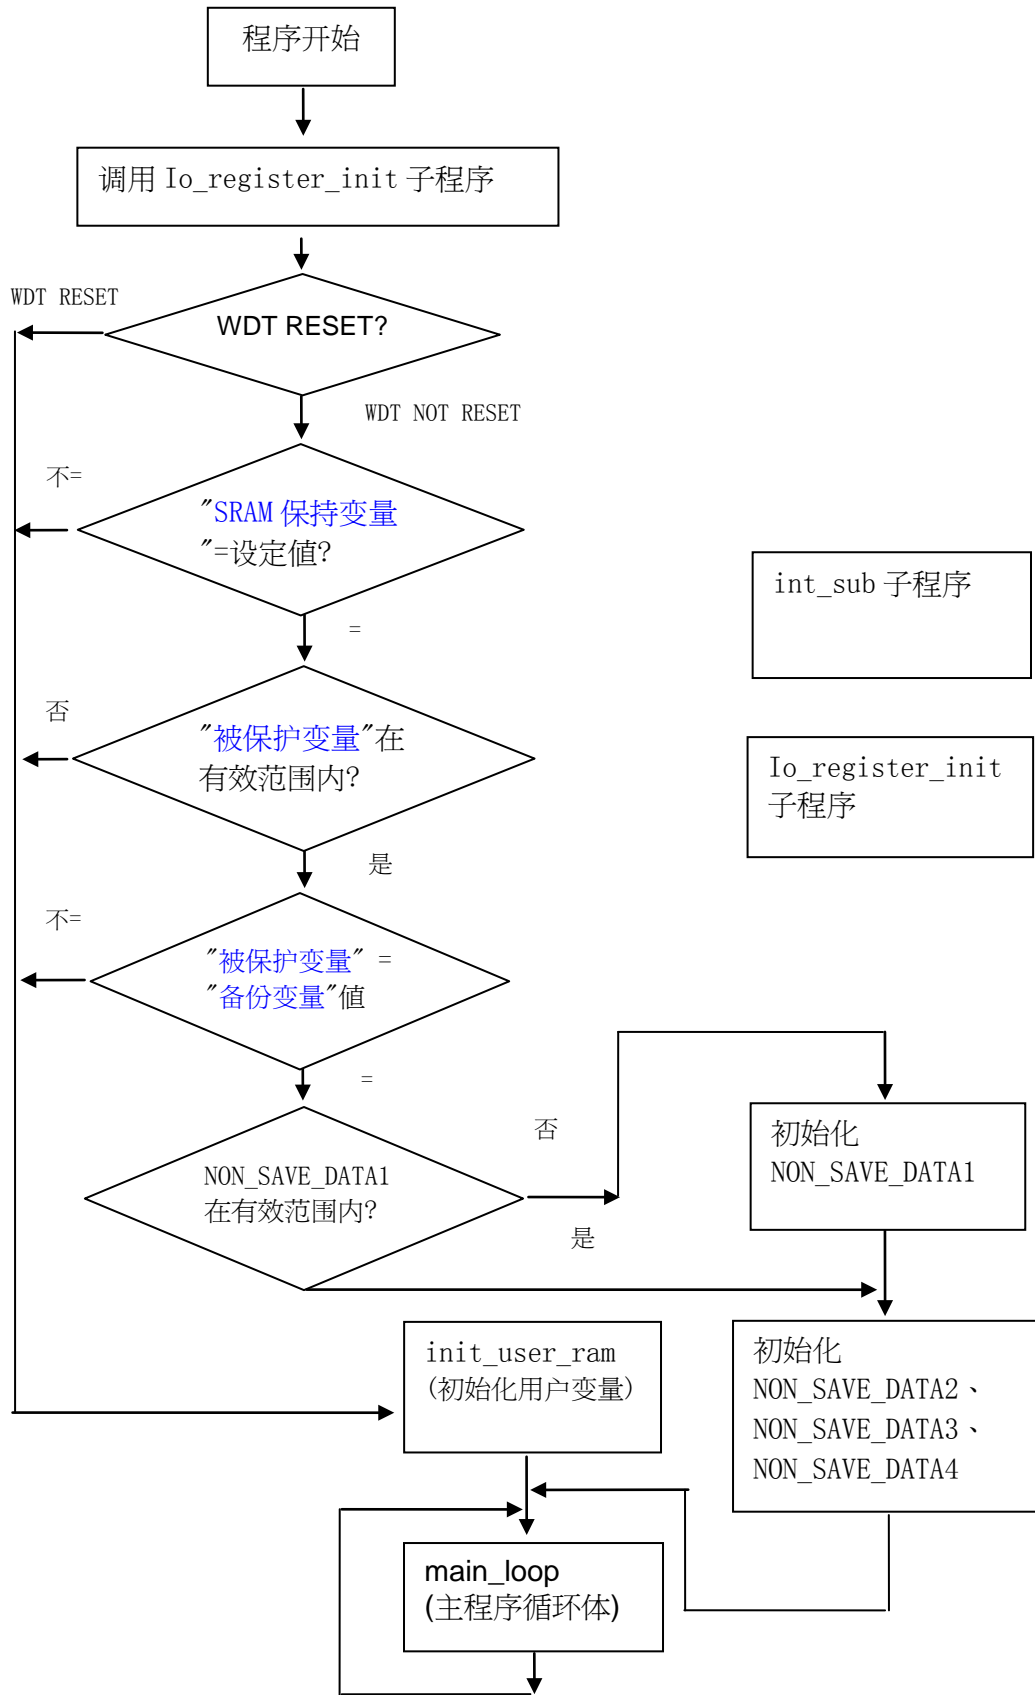 程序开始
调用 Io_register_init 子程序
WDT RESET
WDT RESET?
WDT NOT RESET
不=
"SRAM 保持变量
"=设定值?
=
int_sub 子程序
否
"被保护变量"在
有效范围内?
Io_register_init
子程序
是
不=
"被保护变量" =
"备份变量"值
=
否
NON_SAVE_DATA1
在有效范围内?
是
初始化
NON_SAVE_DATA1
init_user_ram
(初始化用户变量)
初始化
NON_SAVE_DATA2、
NON_SAVE_DATA3、
NON_SAVE_DATA4
main_loop
(主程序循环体)